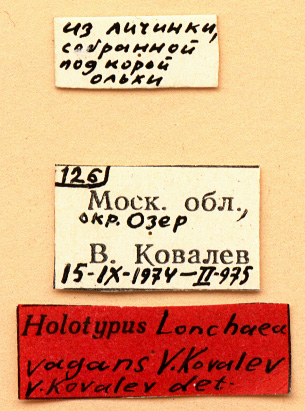 из личинки,
собранной
под корой
ольхи
126
Моск. обл.,
окр. Озер
В. Ковалев
15-IX-1974-II-975
Holotypus Lonchaea
vagans V.Kovalev
V.Kovalev det.